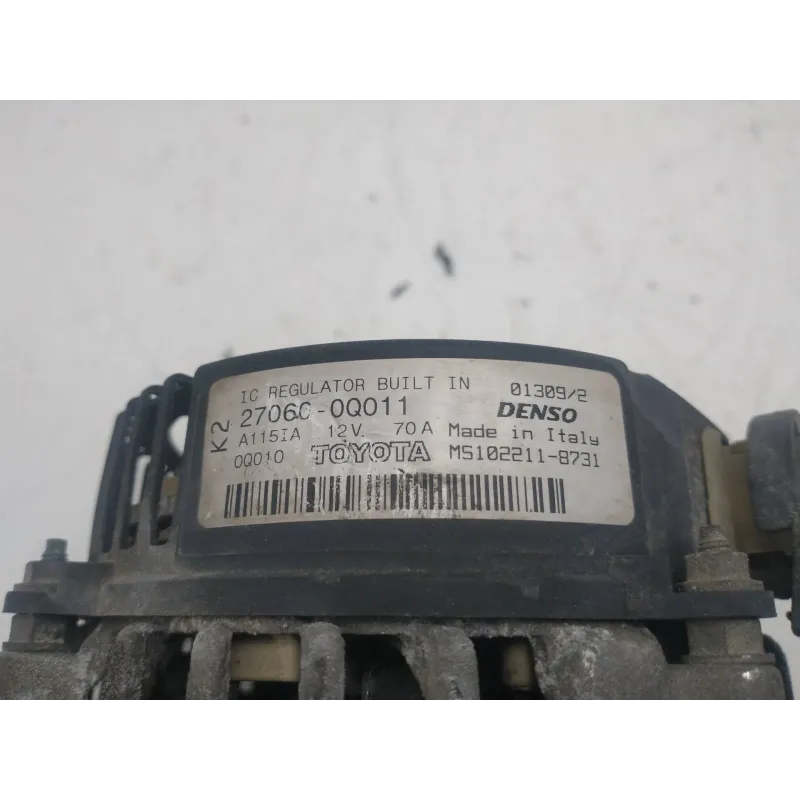 IC REGULATOR BUILT IN 01309/2
K2 27060-0Q011 DENSO
A115IA 12V 70A Made in Italy
0Q010 TOYOTA MS102211-8731